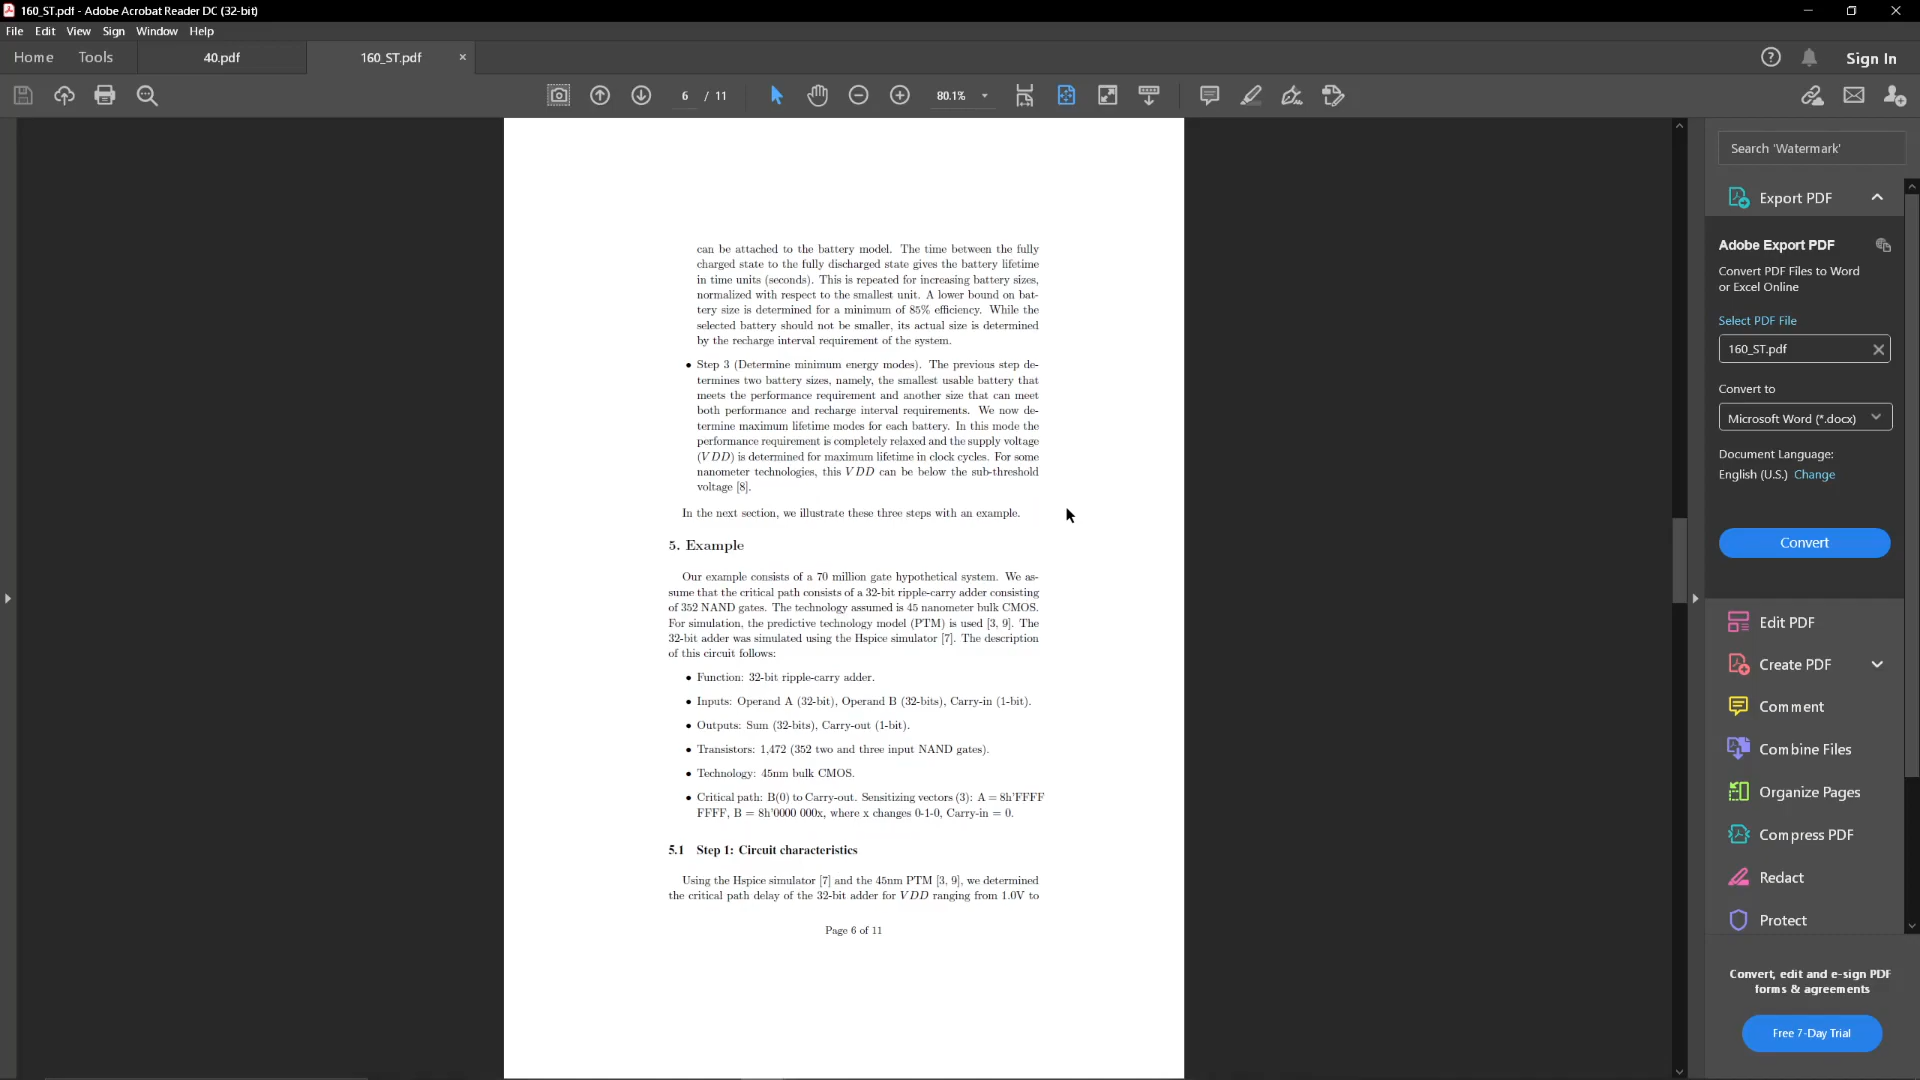 160_ST.pdf - Adobe Acrobat Reader DC (32-bit)
File Edit View Sign Window Help
Home Tools 40.pdf 160_ST.pdf × Sign In
6 / 11 80.1%
can be attached to the battery model. The time between the fully
charged state to the fully discharged state gives the battery lifetime
in time units (seconds). This is repeated for increasing battery sizes,
normalized with respect to the smallest unit. A lower bound on bat-
tery size is determined for a minimum of 85% efficiency. While the
selected battery should not be smaller, its actual size is determined
by the recharge interval requirement of the system.
• Step 3 (Determine minimum energy modes). The previous step de-
termines two battery sizes, namely, the smallest usable battery that
meets the performance requirement and another size that can meet
both performance and recharge interval requirements. We now de-
termine maximum lifetime modes for each battery. In this mode the
performance requirement is completely relaxed and the supply voltage
(VDD) is determined for maximum lifetime in clock cycles. For some
nanometer technologies, this VDD can be below the sub-threshold
voltage [8].
In the next section, we illustrate these three steps with an example.
5. Example
Our example consists of a 70 million gate hypothetical system. We as-
sume that the critical path consists of a 32-bit ripple-carry adder consisting
of 352 NAND gates. The technology assumed is 45 nanometer bulk CMOS.
For simulation, the predictive technology model (PTM) is used [3, 9]. The
32-bit adder was simulated using the Hspice simulator [7]. The description
of this circuit follows:
• Function: 32-bit ripple-carry adder.
• Inputs: Operand A (32-bit), Operand B (32-bits), Carry-in (1-bit).
• Outputs: Sum (32-bits), Carry-out (1-bit).
• Transistors: 1,472 (352 two and three input NAND gates).
• Technology: 45nm bulk CMOS.
• Critical path: B(0) to Carry-out. Sensitizing vectors (3): A = 8h'FFFF
FFFF, B = 8h'0000 000x, where x changes 0-1-0, Carry-in = 0.
5.1 Step 1: Circuit characteristics
Using the Hspice simulator [7] and the 45nm PTM [3, 9], we determined
the critical path delay of the 32-bit adder for VDD ranging from 1.0V to
Page 6 of 11
Search 'Watermark'
Export PDF
Adobe Export PDF
Convert PDF Files to Word
or Excel Online
Select PDF File
160_ST.pdf
Convert to
Microsoft Word (*.docx)
Document Language:
English (U.S.) Change
Convert
Edit PDF
Create PDF
Comment
Combine Files
Organize Pages
Compress PDF
Redact
Protect
Convert, edit and e-sign PDF
forms & agreements
Free 7-Day Trial